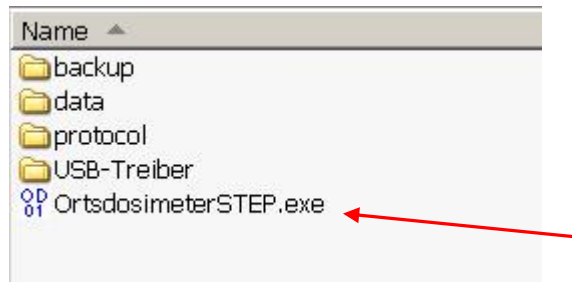 Name
backup
data
protocol
USB-Treiber
OD
01 OrtsdosimeterSTEP.exe